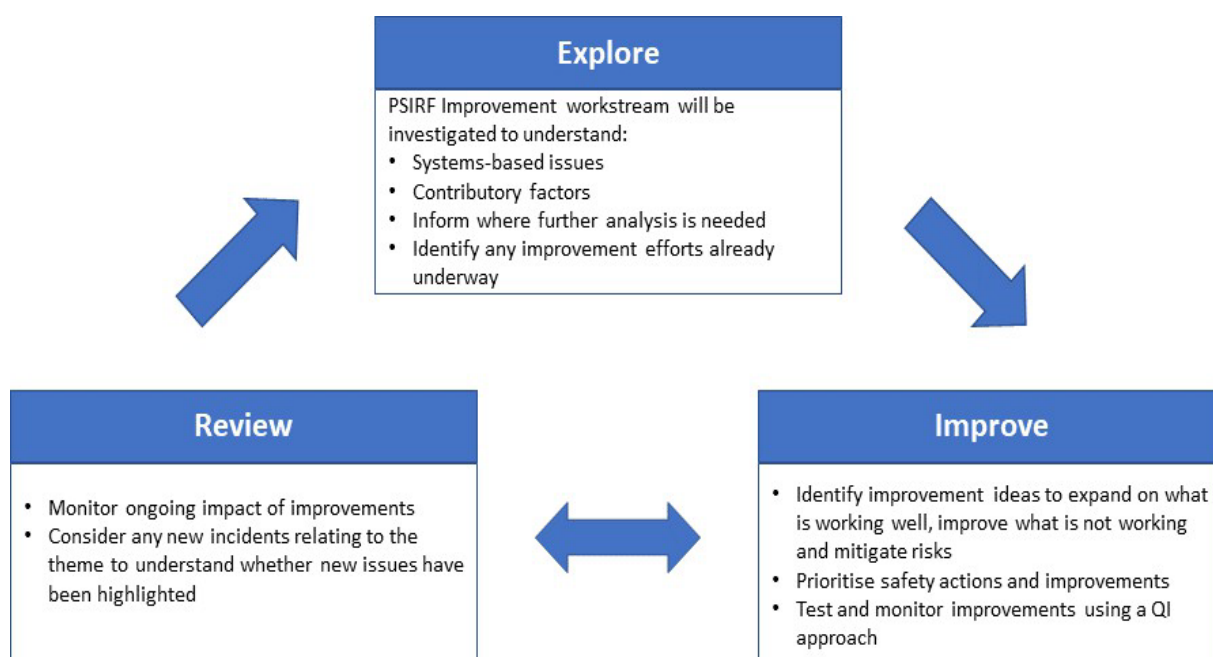 Explore
PSIRF Improvement workstream will be
investigated to understand:
• Systems-based issues
• Contributory factors
• Inform where further analysis is needed
• Identify any improvement efforts already
underway
Review
• Monitor ongoing impact of improvements
• Consider any new incidents relating to the
theme to understand whether new issues have
been highlighted
Improve
• Identify improvement ideas to expand on what
is working well, improve what is not working
and mitigate risks
• Prioritise safety actions and improvements
• Test and monitor improvements using a QI
approach